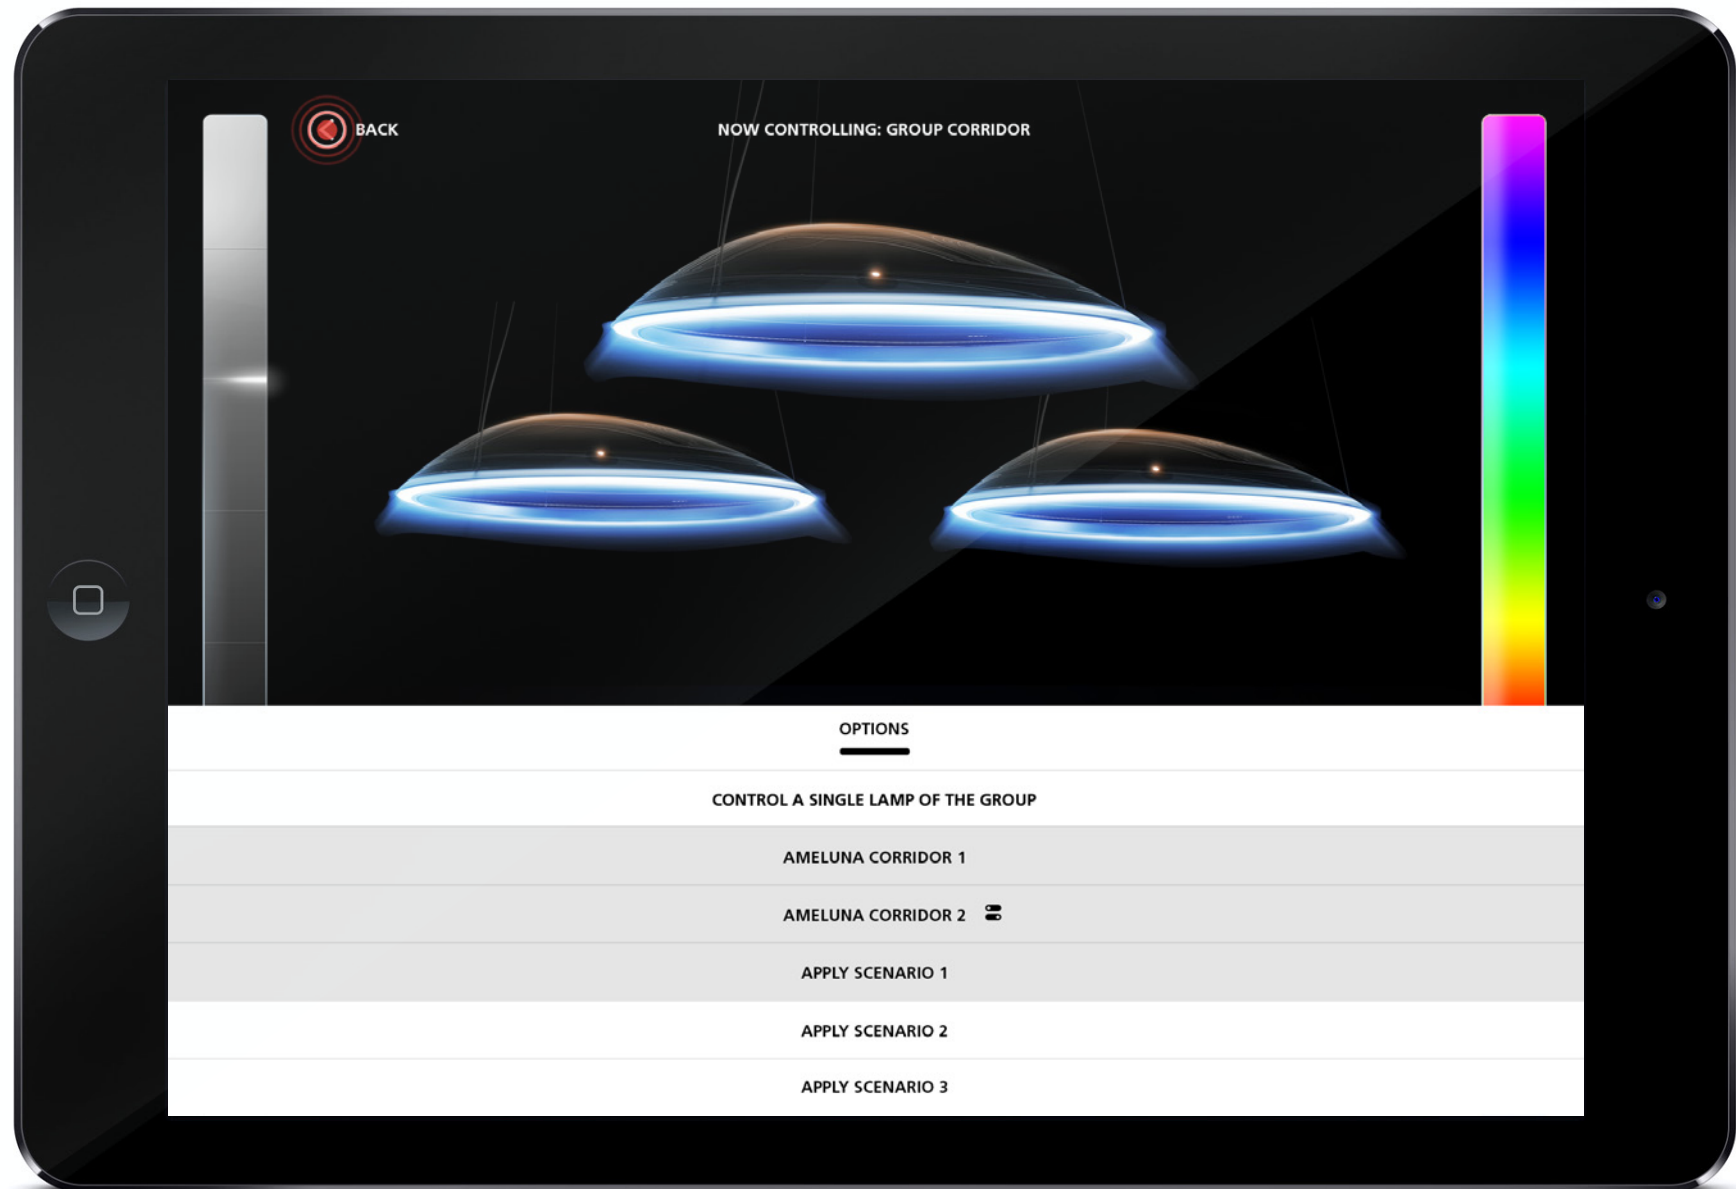 BACK
NOW CONTROLLING: GROUP CORRIDOR
OPTIONS
CONTROL A SINGLE LAMP OF THE GROUP
AMELUNA CORRIDOR 1
AMELUNA CORRIDOR 2
APPLY SCENARIO 1
APPLY SCENARIO 2
APPLY SCENARIO 3